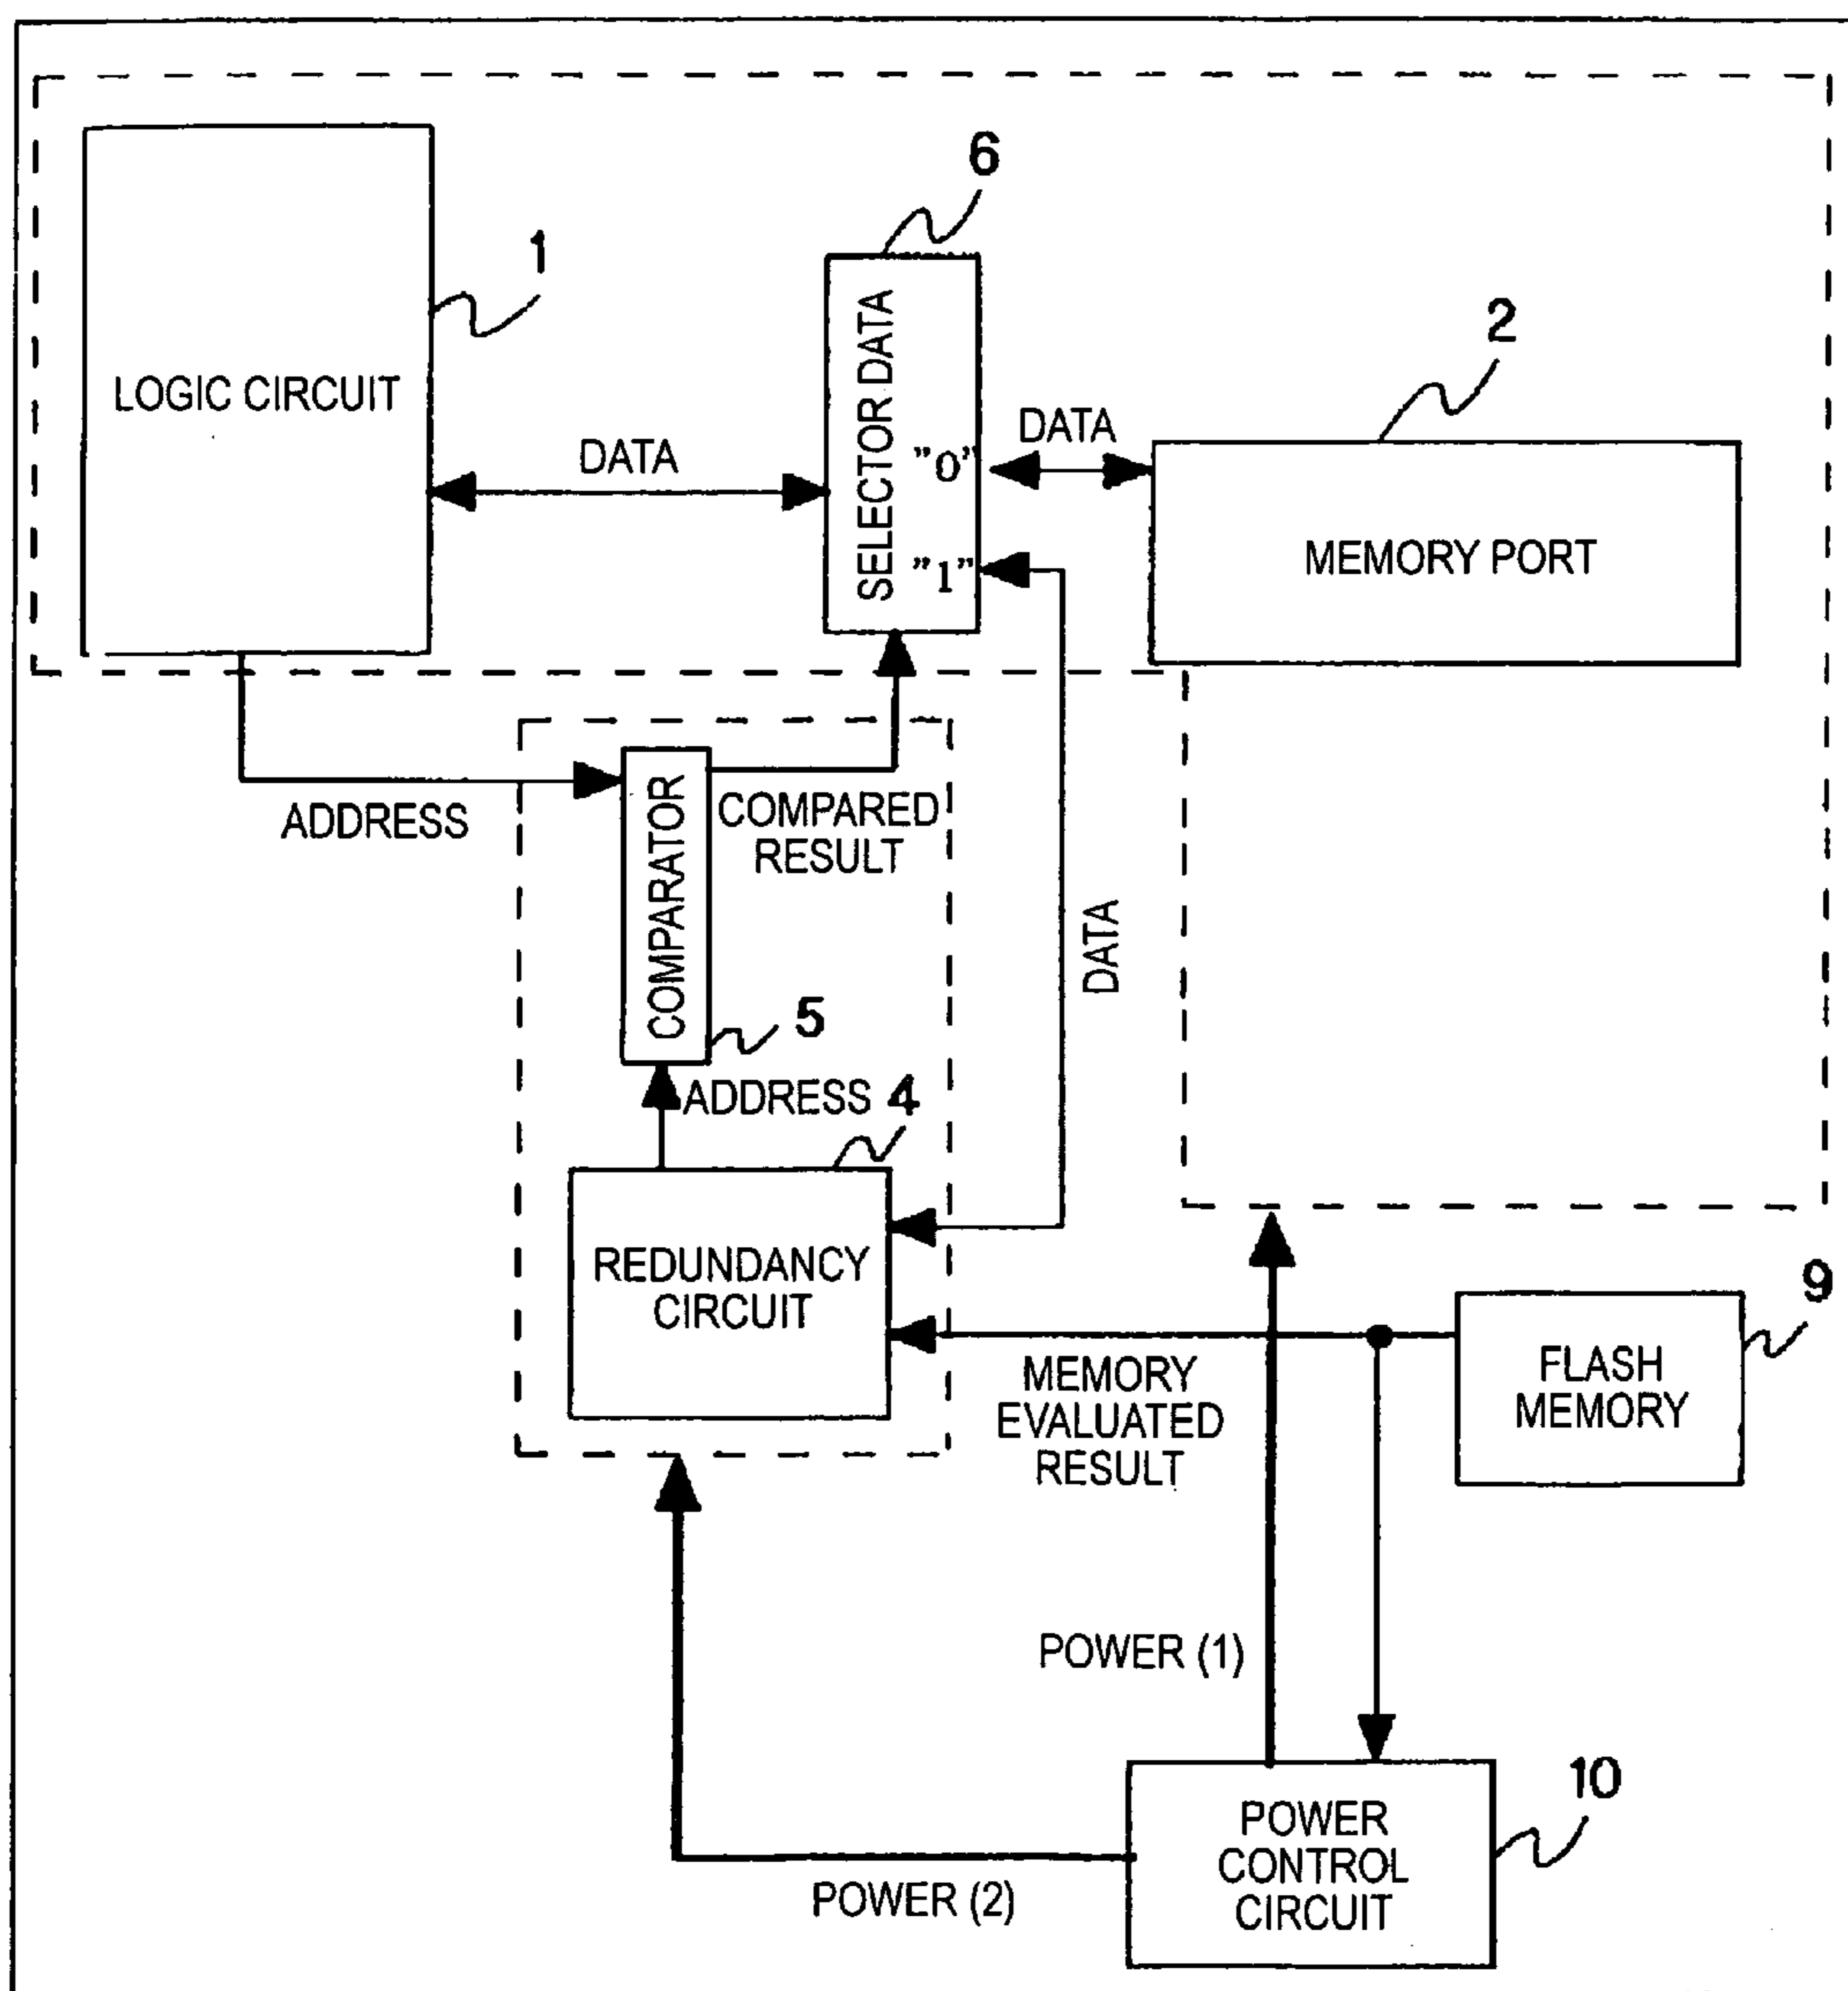 6
1
2
LOGIC CIRCUIT
DATA
SELECTOR DATA
"0"
"1"
DATA
MEMORY PORT
ADDRESS
COMPARATOR
COMPARED
RESULT
DATA
5
ADDRESS
4
REDUNDANCY
CIRCUIT
MEMORY
EVALUATED
RESULT
9
FLASH
MEMORY
POWER (1)
10
POWER
CONTROL
CIRCUIT
POWER (2)